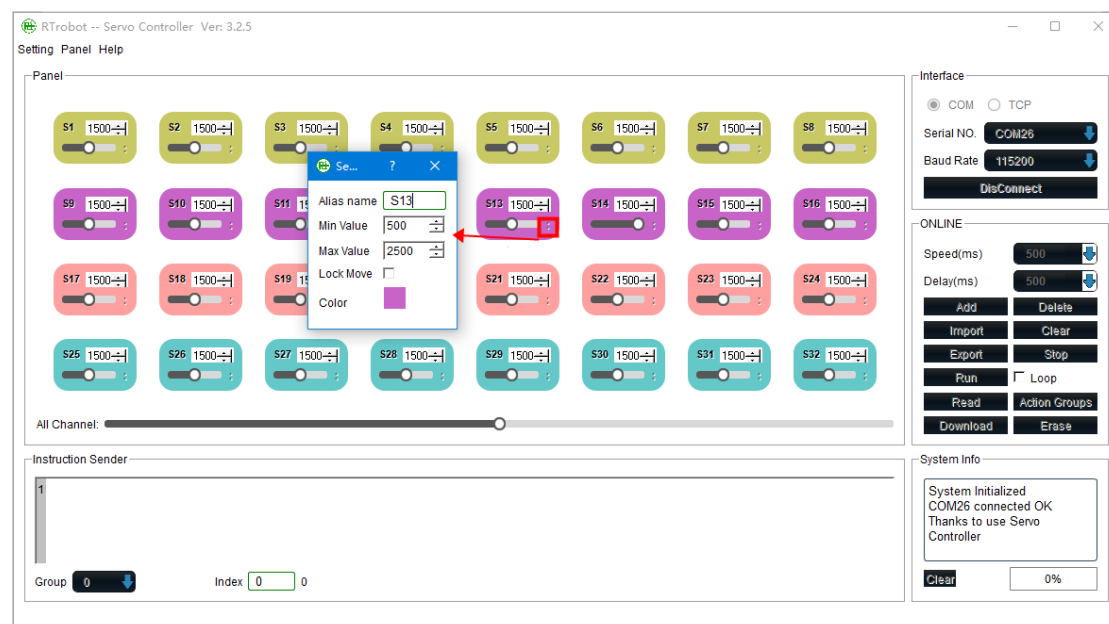 RTrobot -- Servo Controller Ver: 3.2.5
Setting Panel Help
Panel
S1 1500 S2 1500 S3 1500 S4 1500 S5 1500 S6 1500 S7 1500 S8 1500
Se... ?
Alias name S13
Min Value 500
Max Value 2500
Lock Move
Color
S9 1500 S10 1500 S11 S13 1500 S14 1500 S15 1500 S16 1500
S17 1500 S18 1500 S19 S21 1500 S22 1500 S23 1500 S24 1500
S25 1500 S26 1500 S27 1500 S28 1500 S29 1500 S30 1500 S31 1500 S32 1500
All Channel:
Instruction Sender
1
Group 0 Index 0 0
Interface
COM TCP
Serial NO. COM26
Baud Rate 115200
DisConnect
ONLINE
Speed(ms) 500
Delay(ms) 500
Add Delete
Import Clear
Export Stop
Run Loop
Read Action Groups
Download Erase
System Info
System Initialized
COM26 connected OK
Thanks to use Servo
Controller
Clear 0%